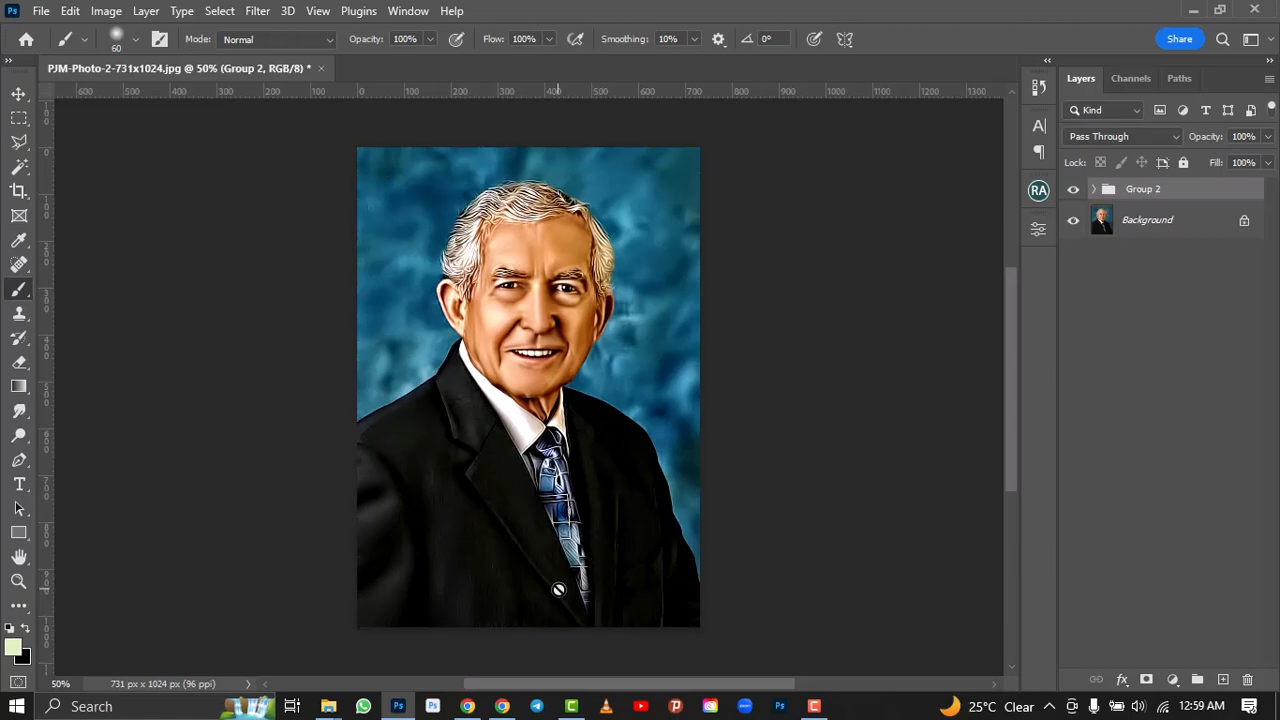 Ps File Edit Image Layer Type Select Filter 3D View Plugins Window Help
60 Mode: Normal Opacity: 100% Flow: 100% Smoothing: 10% 0° Share
PJM-Photo-2-731x1024.jpg @ 50% (Group 2, RGB/8) * ×
Layers Channels Paths
600 500 400 300 200 100 0 100 200 300 400 500 600 700 800 900 1000 1100 1200 1300
Kind
Pass Through Opacity: 100%
Lock: Fill: 100%
RA Group 2
Background
50% 731 px x 1024 px (96 ppi)
Search 25°C Clear 12:59 AM